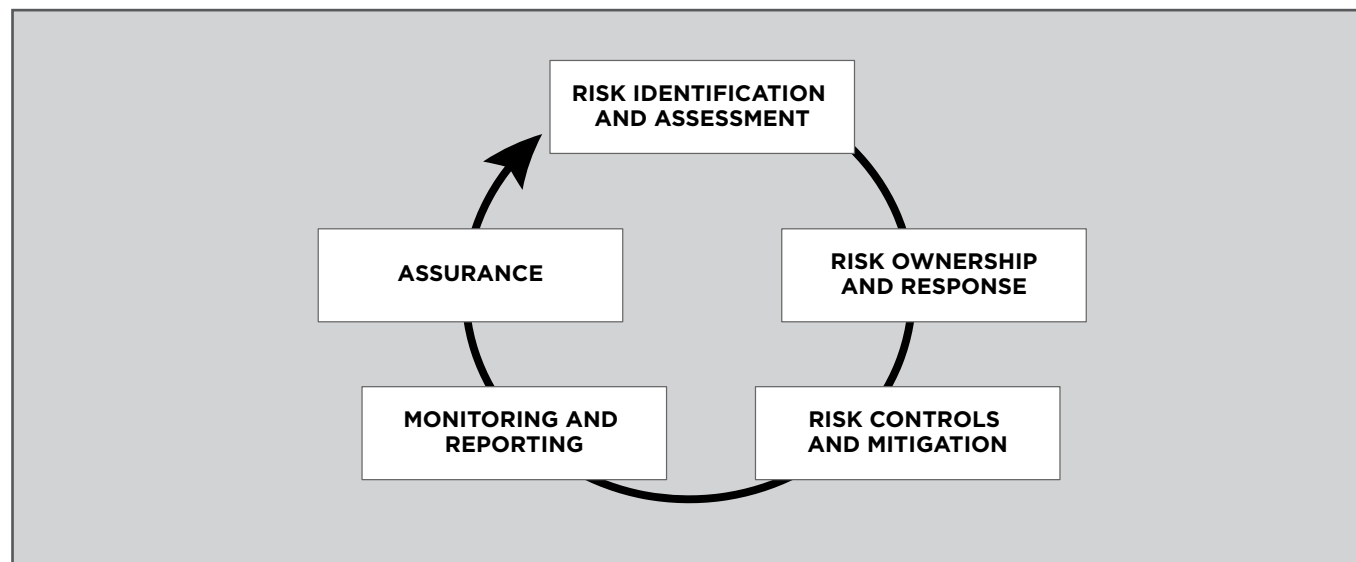 RISK IDENTIFICATION
AND ASSESSMENT
RISK OWNERSHIP
AND RESPONSE
RISK CONTROLS
AND MITIGATION
MONITORING AND
REPORTING
ASSURANCE